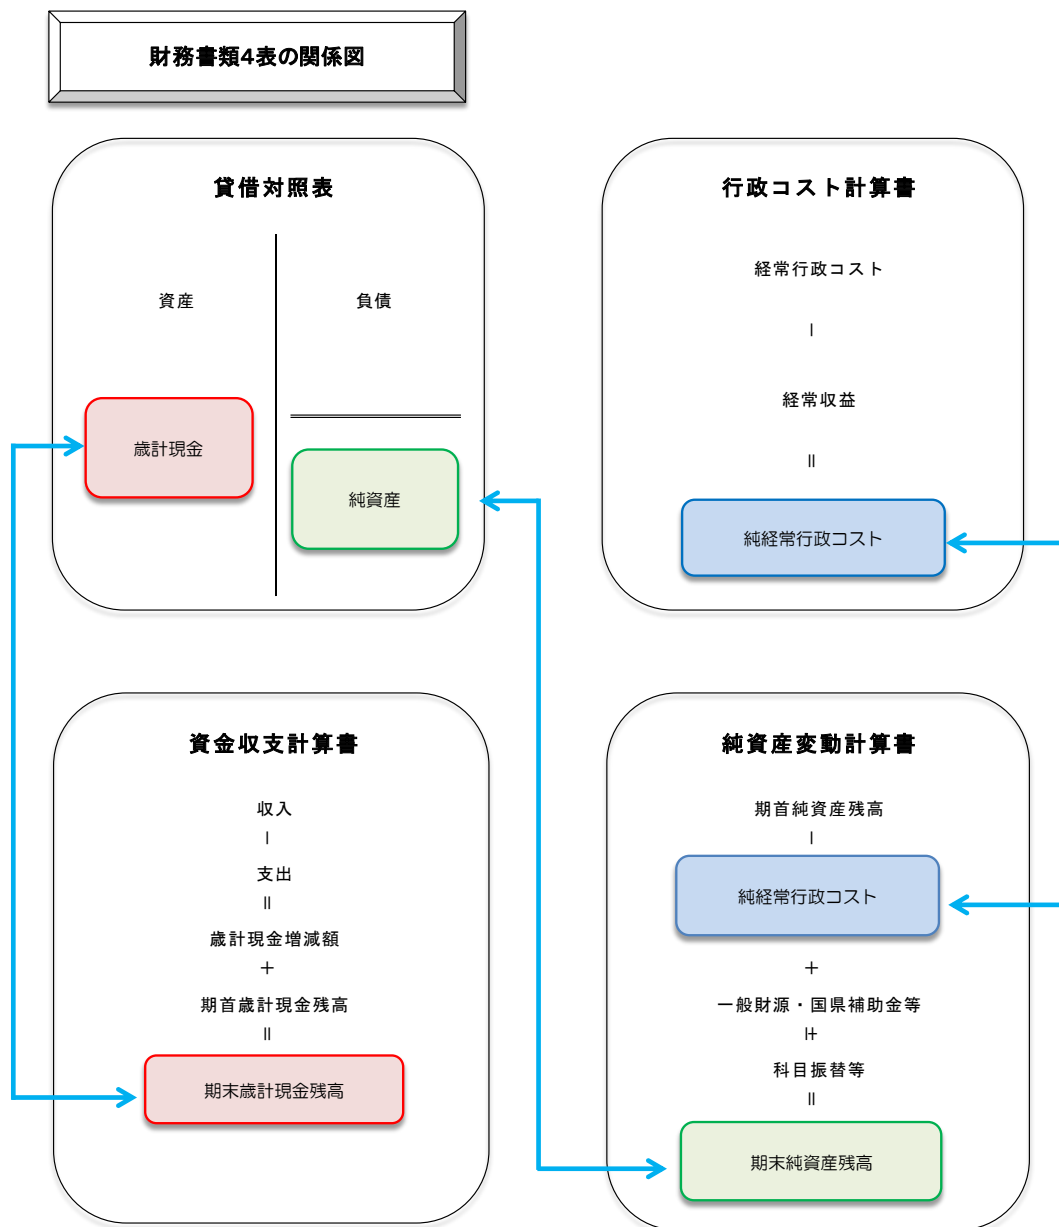 財務書類4表の関係図
貸借対照表
資産
負債
歳計現金
純資産
行政コスト計算書
経常行政コスト
－
経常収益
＝
純経常行政コスト
資金収支計算書
収入
－
支出
＝
歳計現金増減額
＋
期首歳計現金残高
＝
期末歳計現金残高
純資産変動計算書
期首純資産残高
－
純経常行政コスト
＋
一般財源・国県補助金等
±
科目振替等
＝
期末純資産残高